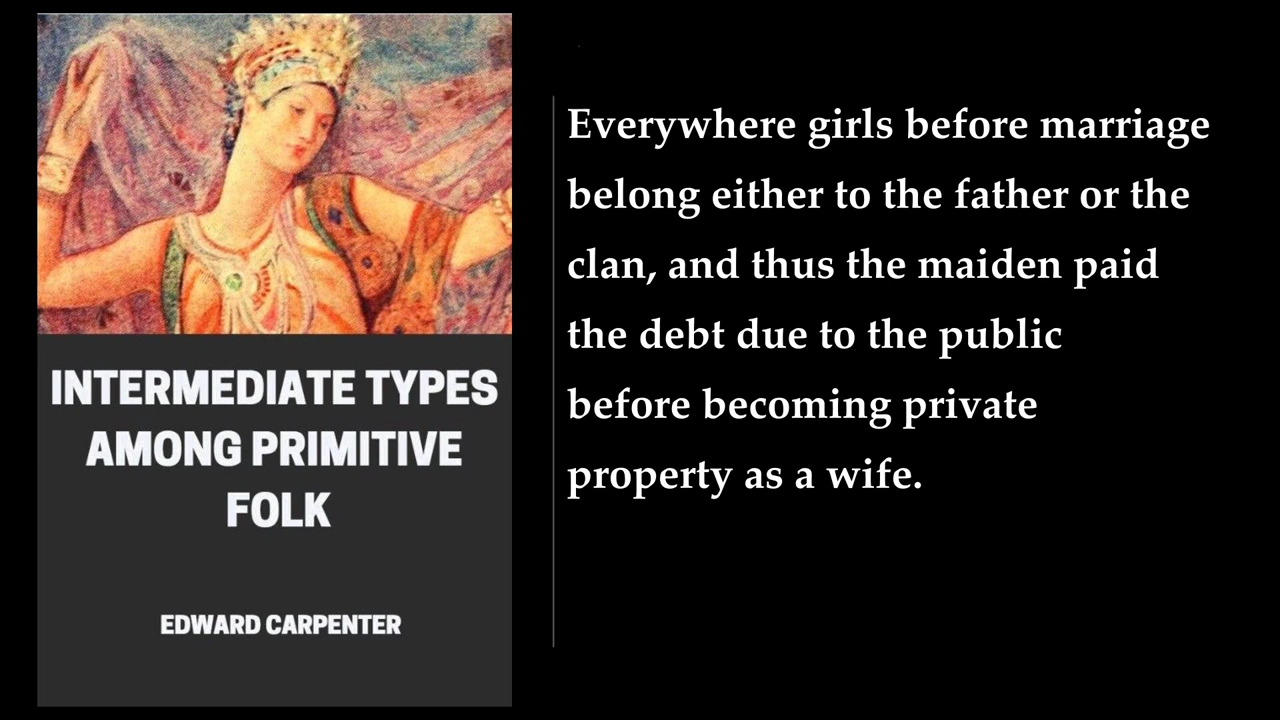 INTERMEDIATE TYPES
AMONG PRIMITIVE
FOLK
EDWARD CARPENTER
Everywhere girls before marriage
belong either to the father or the
clan, and thus the maiden paid
the debt due to the public
before becoming private
property as a wife.